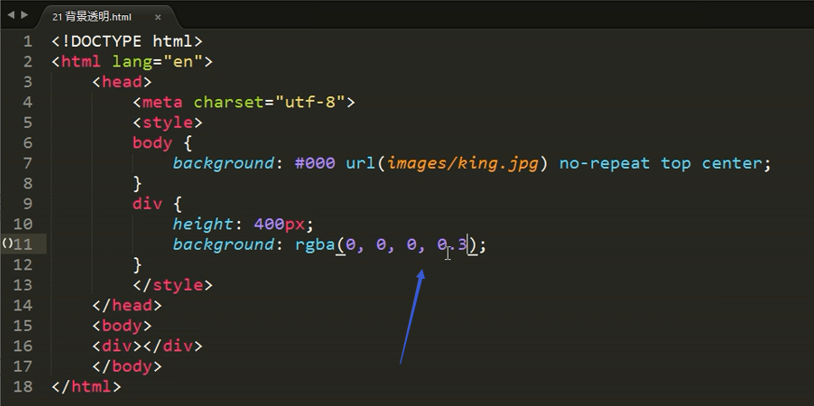 21 背景透明.html ×
1 <!DOCTYPE html>
2 <html lang="en">
3 <head>
4 <meta charset="utf-8">
5 <style>
6 body {
7 background: #000 url(images/king.jpg) no-repeat top center;
8 }
9 div {
10 height: 400px;
11 background: rgba(0, 0, 0, 0.3);
12 }
13 </style>
14 </head>
15 <body>
16 <div></div>
17 </body>
18 </html>